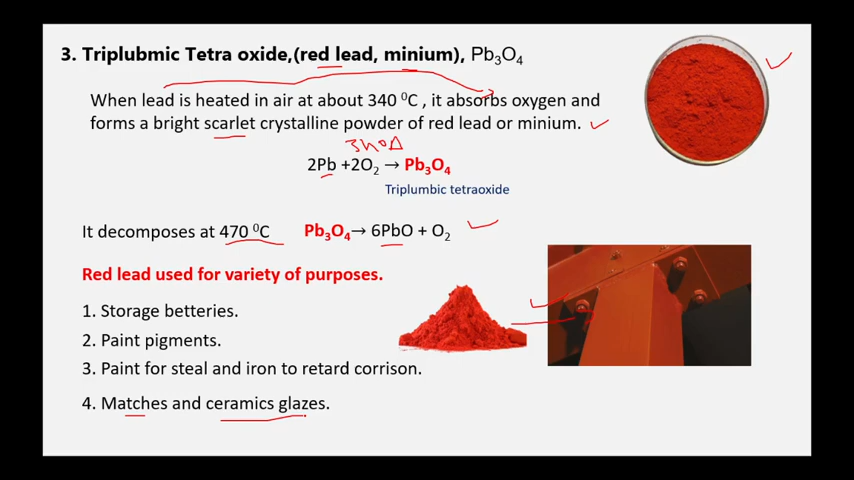 3. Triplubmic Tetra oxide,(red lead, minium), Pb₃O₄
When lead is heated in air at about 340 ⁰C , it absorbs oxygen and
forms a bright scarlet crystalline powder of red lead or minium.
340Δ
2Pb +2O₂ → Pb₃O₄
Triplumbic tetraoxide
It decomposes at 470 ⁰C Pb₃O₄→ 6PbO + O₂
Red lead used for variety of purposes.
1. Storage betteries.
2. Paint pigments.
3. Paint for steal and iron to retard corrison.
4. Matches and ceramics glazes.